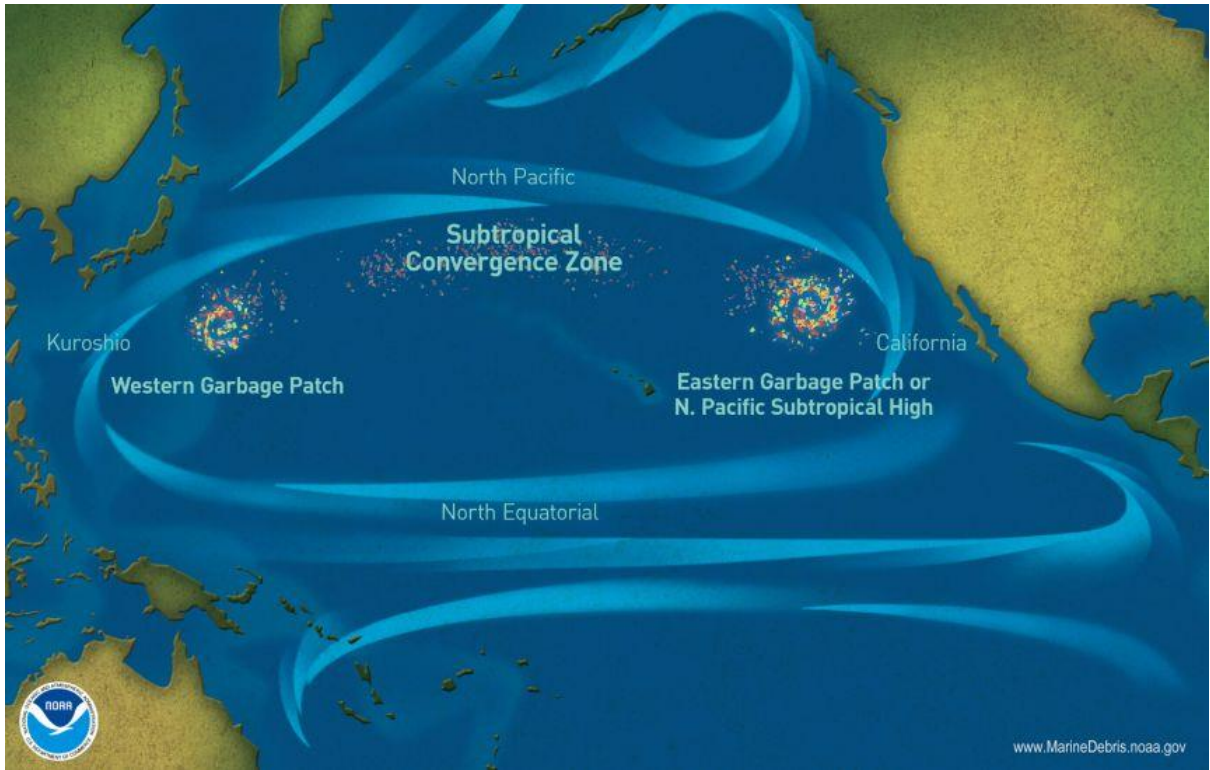 North Pacific
Subtropical
Convergence Zone
Kuroshio
California
Western Garbage Patch
Eastern Garbage Patch or
N. Pacific Subtropical High
North Equatorial
NOAA
www.MarineDebris.noaa.gov